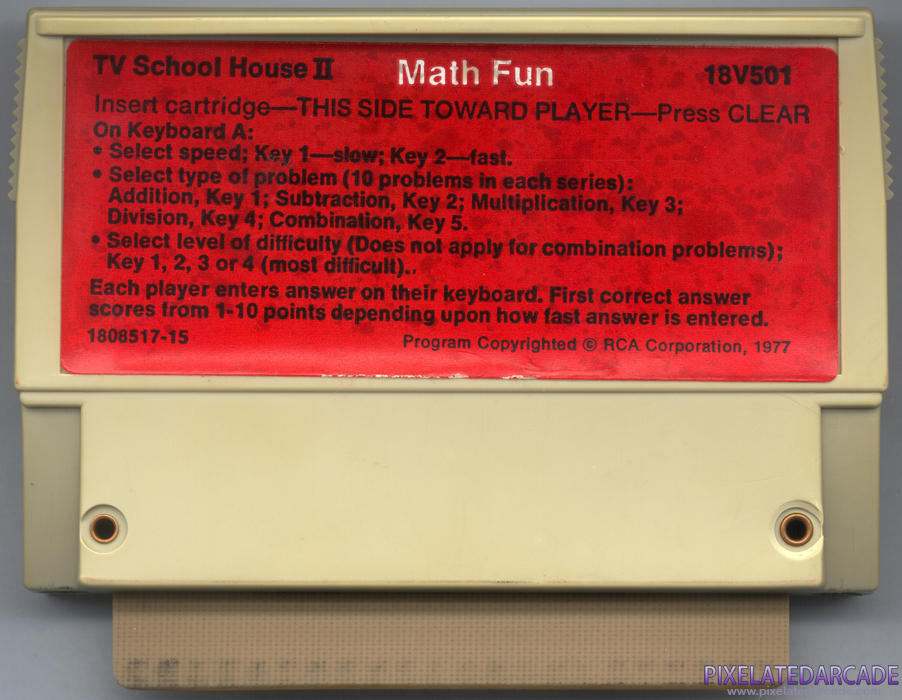 TV School House II Math Fun 18V501
Insert cartridge—THIS SIDE TOWARD PLAYER—Press CLEAR
On Keyboard A:
• Select speed; Key 1—slow; Key 2—fast.
• Select type of problem (10 problems in each series):
Addition, Key 1; Subtraction, Key 2; Multiplication, Key 3;
Division, Key 4; Combination, Key 5.
• Select level of difficulty (Does not apply for combination problems);
Key 1, 2, 3 or 4 (most difficult)..
Each player enters answer on their keyboard. First correct answer
scores from 1-10 points depending upon how fast answer is entered.
1808517-15 Program Copyrighted © RCA Corporation, 1977
PIXELATEDARCADE
www.pixelatedarcade.com